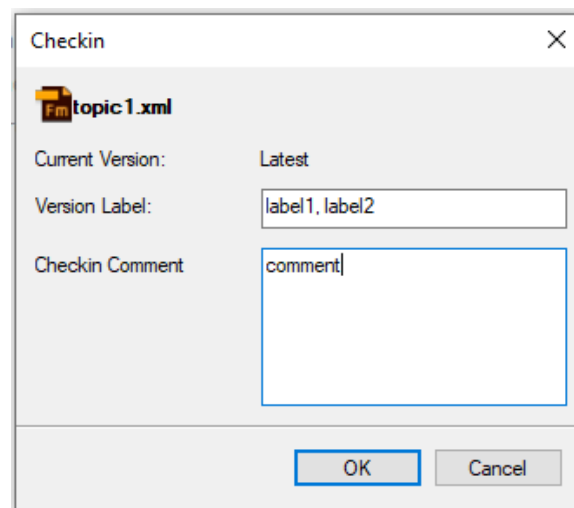 Checkin
Fm topic1.xml
Current Version: Latest
Version Label: label1, label2
Checkin Comment comment
OK Cancel